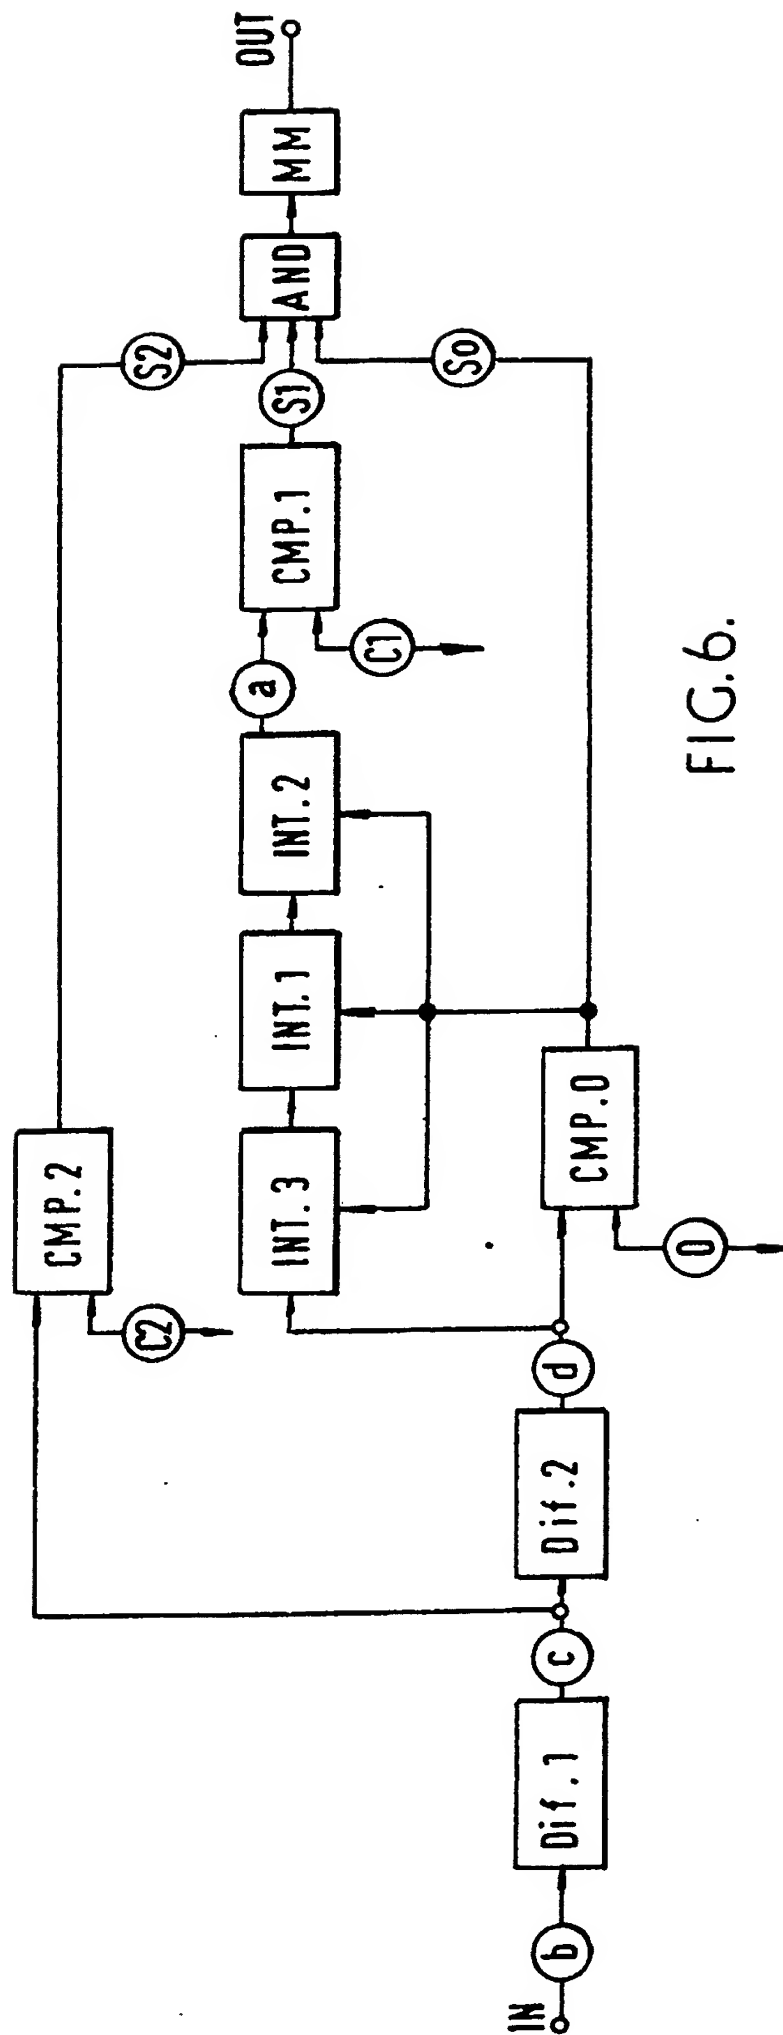 IN
b
Dif.1
c
Dif.2
d
CMP.2
C2
INT.3
INT.1
INT.2
a
CMP.1
C1
CMP.0
0
S2
S1
S0
AND
MM
OUT
FIG.6.